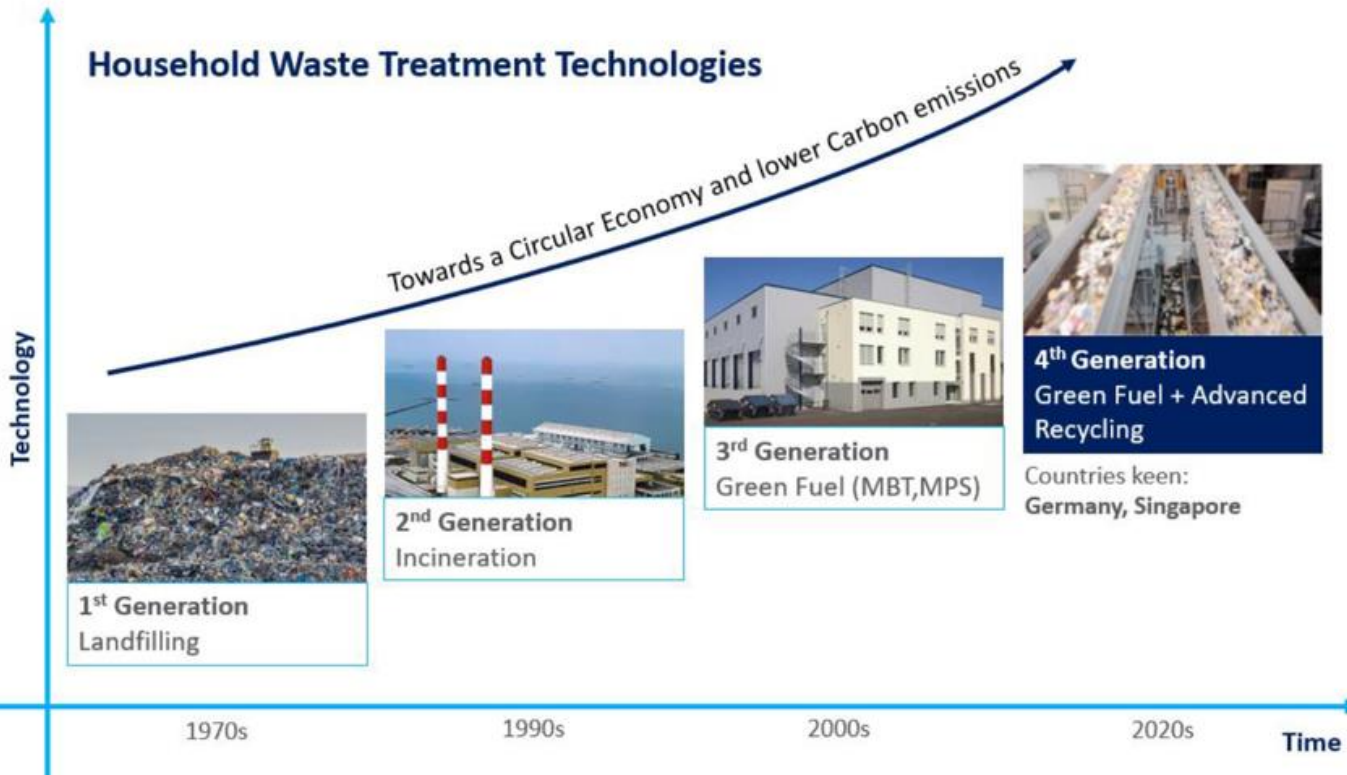 Household Waste Treatment Technologies
Towards a Circular Economy and lower Carbon emissions
Technology
1st Generation
Landfilling
2nd Generation
Incineration
3rd Generation
Green Fuel (MBT,MPS)
4th Generation
Green Fuel + Advanced
Recycling
Countries keen:
Germany, Singapore
1970s
1990s
2000s
2020s
Time